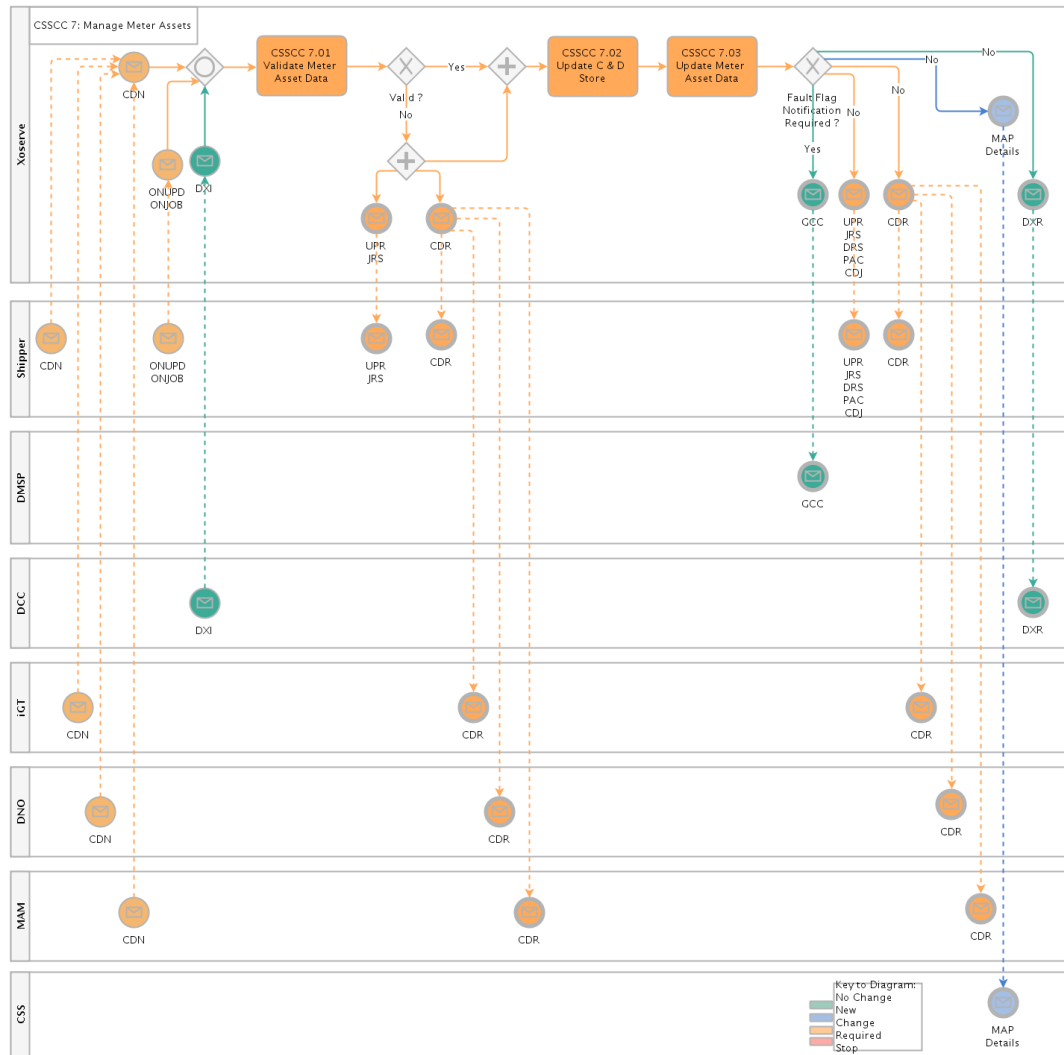 CSSCC 7: Manage Meter Assets
Xoserve
CDN
ONUPD
ONJOB
DXI
CSSCC 7.01
Validate Meter
Asset Data
Valid ?
Yes
No
UPR
JRS
CDR
CSSCC 7.02
Update C & D
Store
CSSCC 7.03
Update Meter
Asset Data
Fault Flag
Notification
Required ?
Yes
No
No
No
No
GCC
UPR
JRS
DRS
PAC
CDJ
CDR
MAP
Details
DXR
Shipper
CDN
ONUPD
ONJOB
UPR
JRS
CDR
UPR
JRS
DRS
PAC
CDJ
CDR
DMSP
GCC
DCC
DXI
DXR
iGT
CDN
CDR
CDR
DNO
CDN
CDR
CDR
MAM
CDN
CDR
CDR
CSS
Key to Diagram:
No Change
New
Change
Required
Stop
MAP
Details